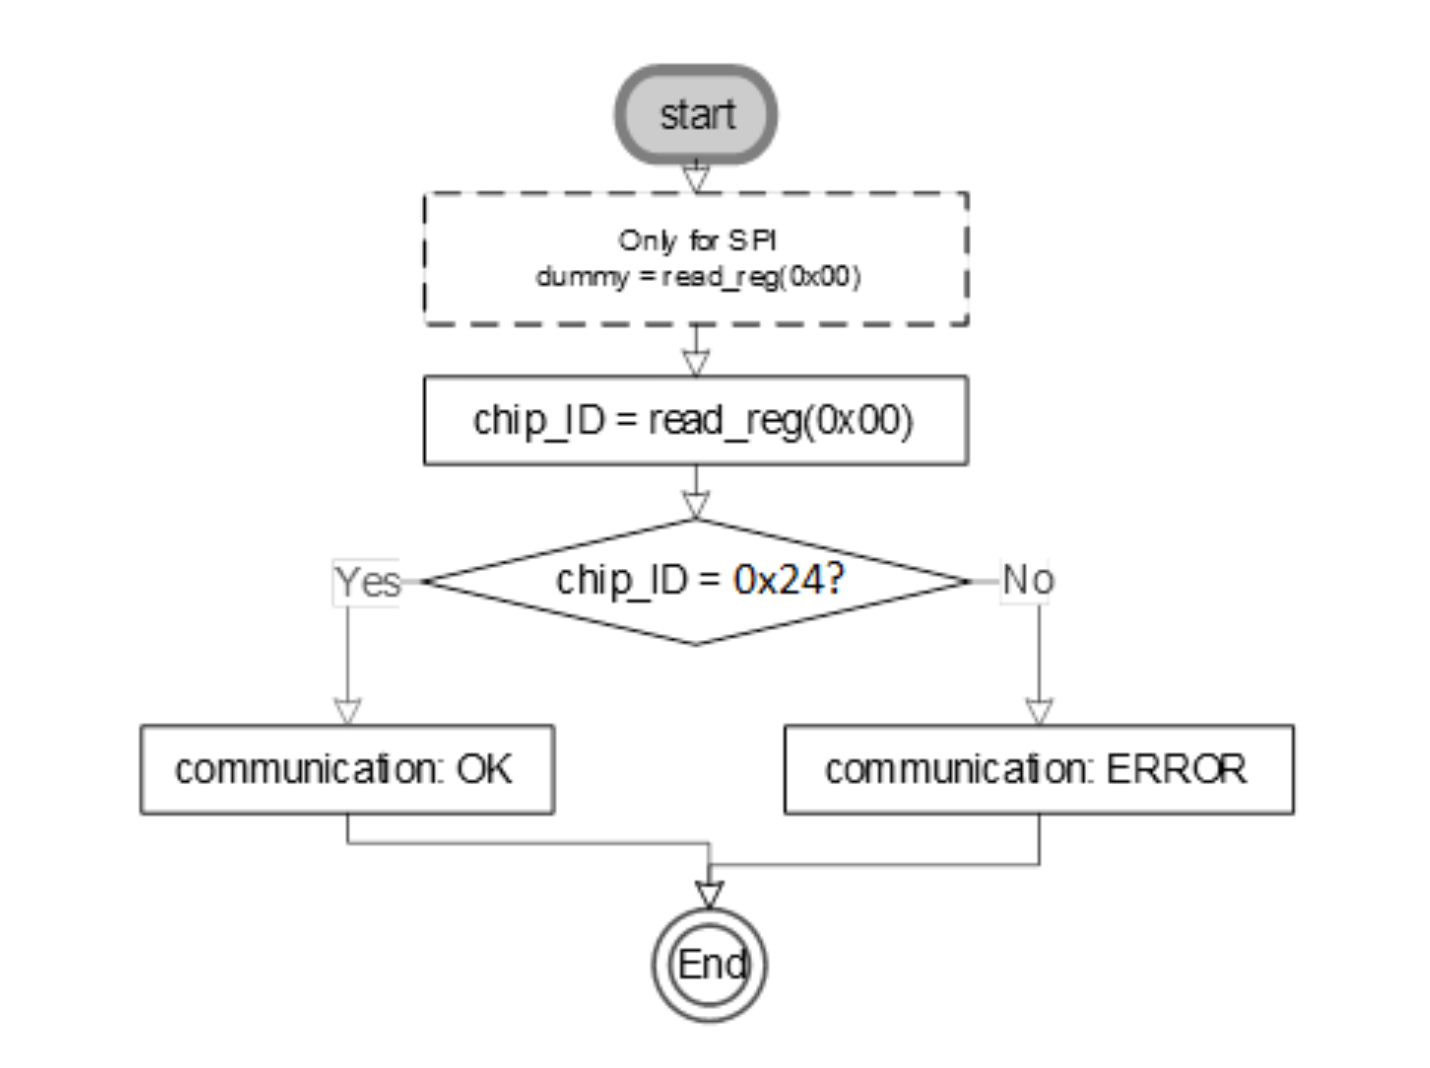 start
Only for SPI
dummy = read_reg(0x00)
chip_ID = read_reg(0x00)
chip_ID = 0x24?
Yes
No
communication: OK
communication: ERROR
End